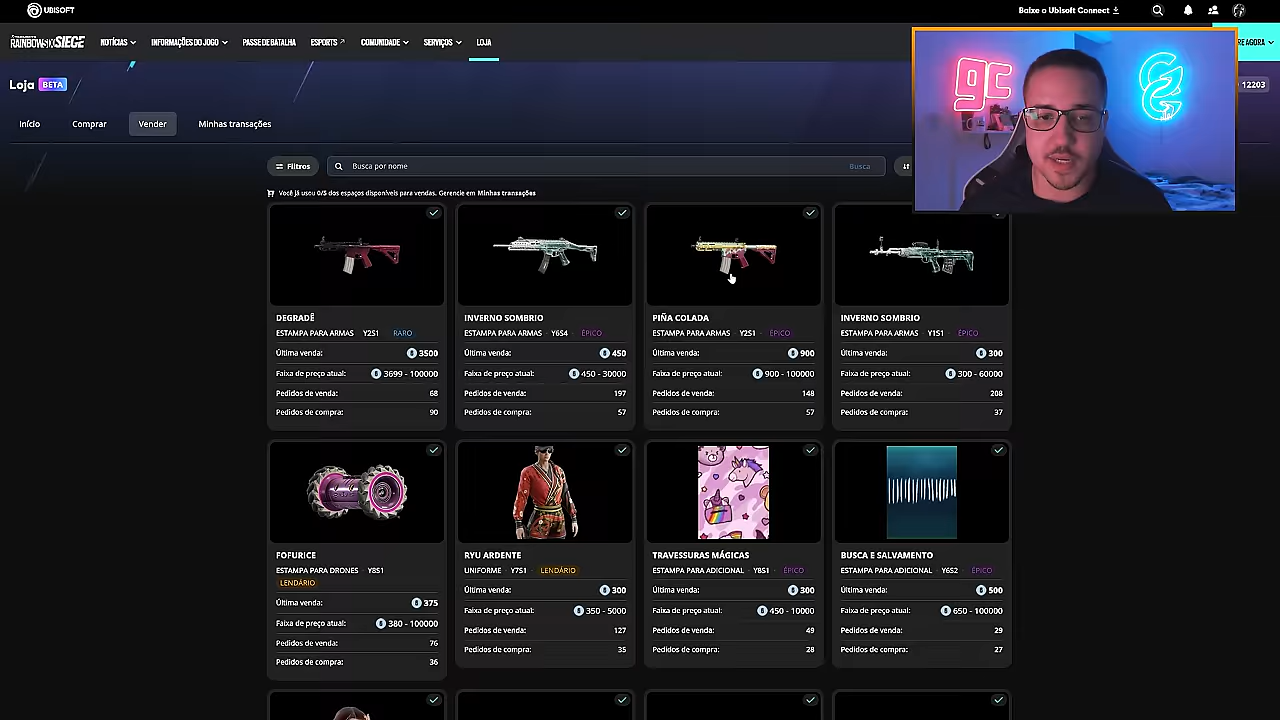 UBISOFT
Baixe o Ubisoft Connect
RAINBOWSIX SIEGE
NOTÍCIAS
INFORMAÇÕES DO JOGO
PASSE DE BATALHA
ESPORTS
COMUNIDADE
SERVIÇOS
LOJA
RE AGORA
gc
Loja BETA
12203
Início
Comprar
Vender
Minhas transações
Filtros
Busca por nome
Busca
Você já usou 0/5 dos espaços disponíveis para vendas. Gerencie em Minhas transações
DEGRADÊ
ESTAMPA PARA ARMAS · Y2S1 · RARO
Última venda: 3500
Faixa de preço atual: 3699 - 100000
Pedidos de venda: 68
Pedidos de compra: 90
INVERNO SOMBRIO
ESTAMPA PARA ARMAS · Y6S4 · ÉPICO
Última venda: 450
Faixa de preço atual: 450 - 30000
Pedidos de venda: 197
Pedidos de compra: 57
PIÑA COLADA
ESTAMPA PARA ARMAS · Y2S1 · ÉPICO
Última venda: 900
Faixa de preço atual: 900 - 100000
Pedidos de venda: 148
Pedidos de compra: 57
INVERNO SOMBRIO
ESTAMPA PARA ARMAS · Y1S1 · ÉPICO
Última venda: 300
Faixa de preço atual: 300 - 60000
Pedidos de venda: 208
Pedidos de compra: 37
FOFURICE
ESTAMPA PARA DRONES · Y8S1
LENDÁRIO
Última venda: 375
Faixa de preço atual: 380 - 100000
Pedidos de venda: 76
Pedidos de compra: 36
RYU ARDENTE
UNIFORME · Y7S1 · LENDÁRIO
Última venda: 300
Faixa de preço atual: 350 - 5000
Pedidos de venda: 127
Pedidos de compra: 35
TRAVESSURAS MÁGICAS
ESTAMPA PARA ADICIONAL · Y8S1 · ÉPICO
Última venda: 300
Faixa de preço atual: 450 - 10000
Pedidos de venda: 49
Pedidos de compra: 28
BUSCA E SALVAMENTO
ESTAMPA PARA ADICIONAL · Y6S2 · ÉPICO
Última venda: 500
Faixa de preço atual: 650 - 100000
Pedidos de venda: 29
Pedidos de compra: 27